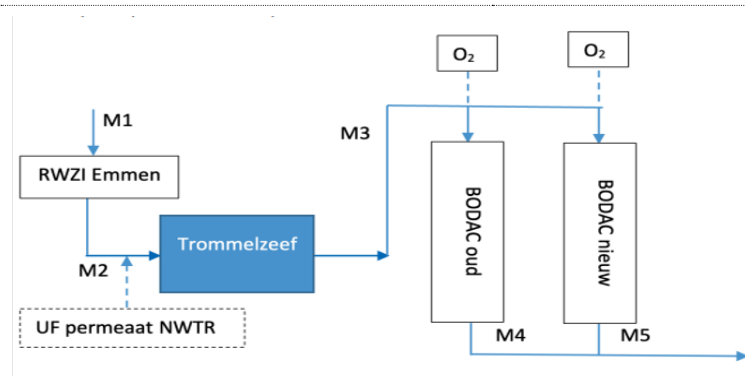 O₂
O₂
M1
M3
RWZI Emmen
Trommelzeef
BODAC oud
BODAC nieuw
M2
UF permeaat NWTR
M4
M5